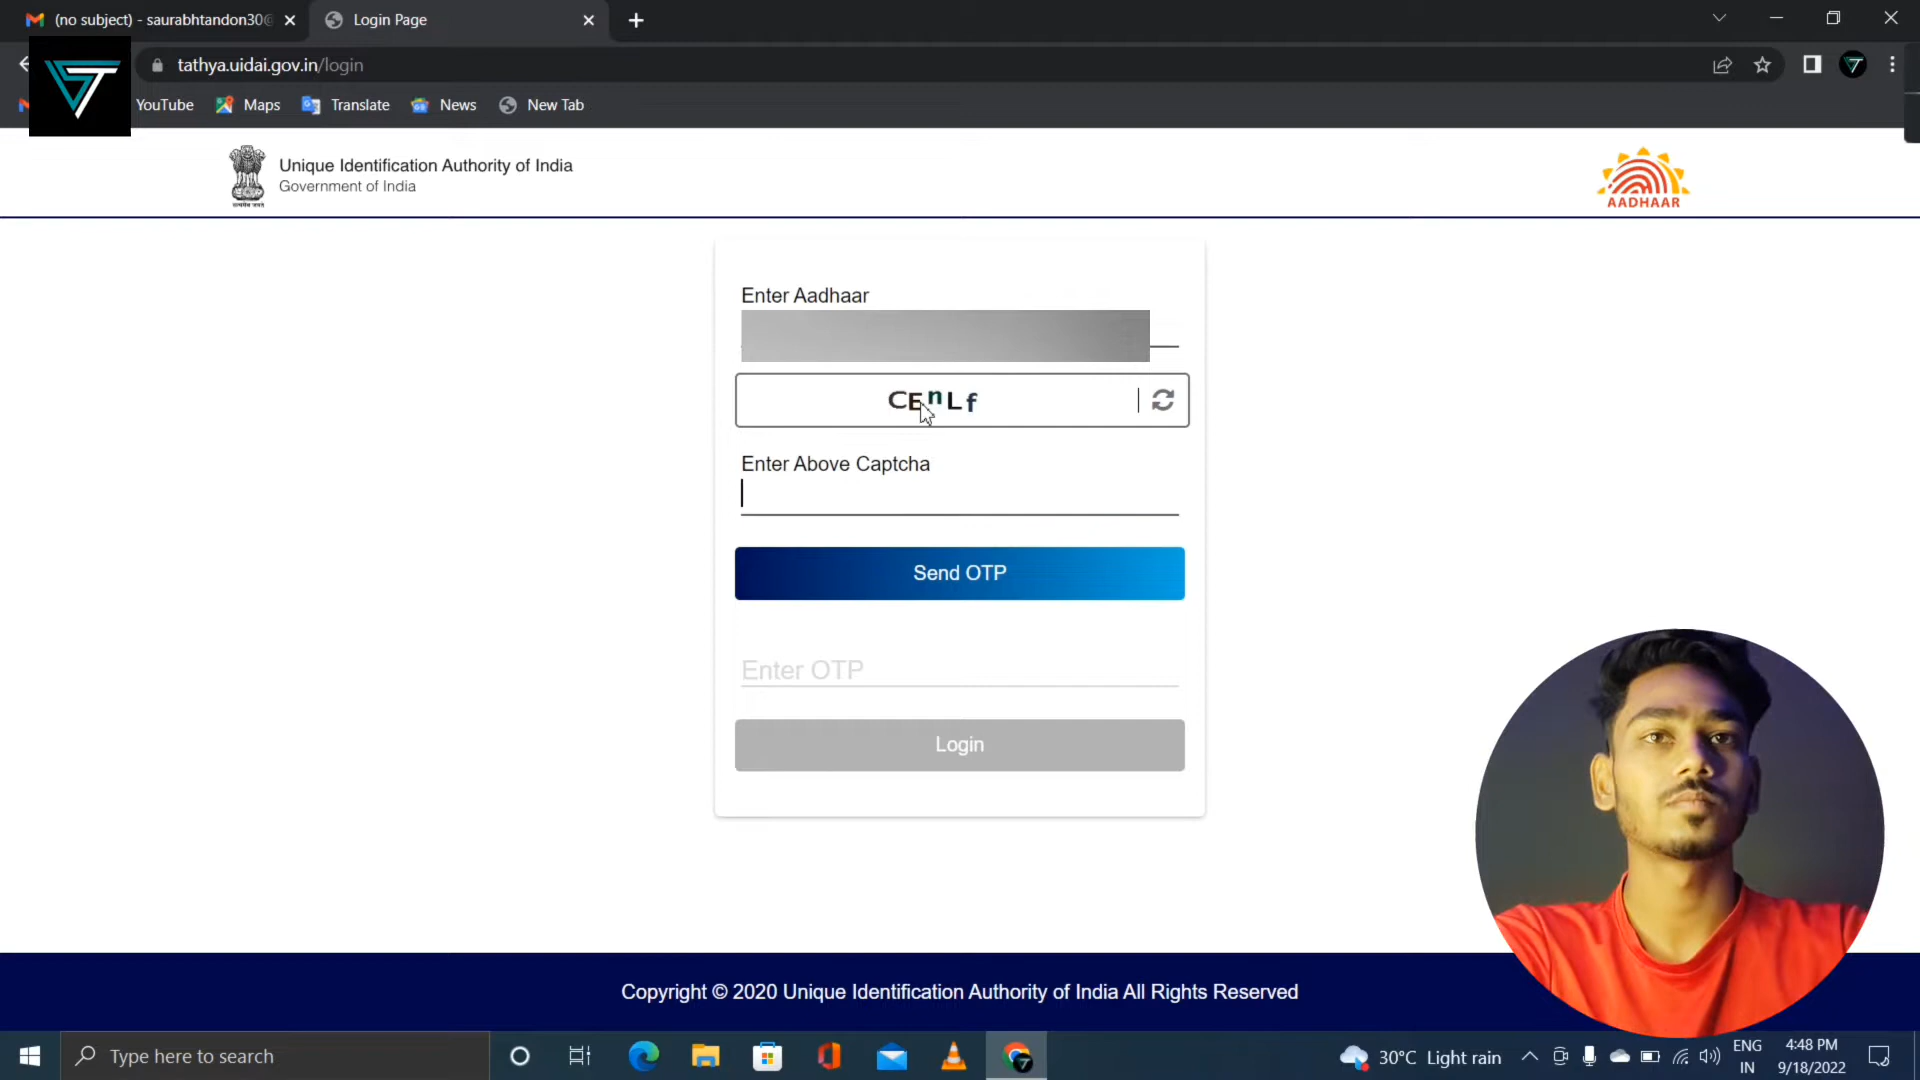 (no subject) - saurabhtandon30@
Login Page
tathya.uidai.gov.in/login
YouTube
Maps
Translate
News
New Tab
Unique Identification Authority of India
Government of India
सत्यमेव जयते
AADHAAR
Enter Aadhaar
CEnLf
Enter Above Captcha
Send OTP
Enter OTP
Login
Copyright © 2020 Unique Identification Authority of India All Rights Reserved
Type here to search
30°C Light rain
ENG
IN
4:48 PM
9/18/2022